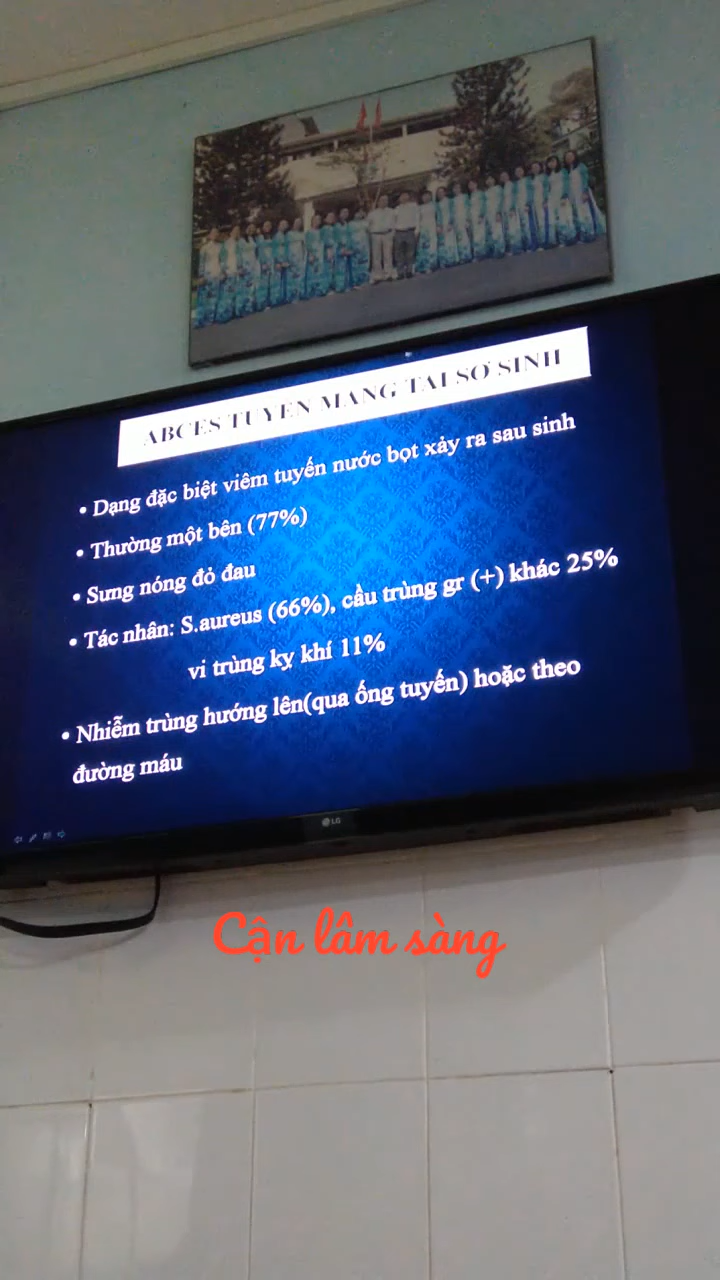 ABCES TUYẾN MANG TAI SƠ SINH
• Dạng đặc biệt viêm tuyến nước bọt xảy ra sau sinh
• Thường một bên (77%)
• Sưng nóng đỏ đau
• Tác nhân: S.aureus (66%), cầu trùng gr (+) khác 25%
vi trùng kỵ khí 11%
• Nhiễm trùng hướng lên(qua ống tuyến) hoặc theo
đường máu
LG
Cận lâm sàng